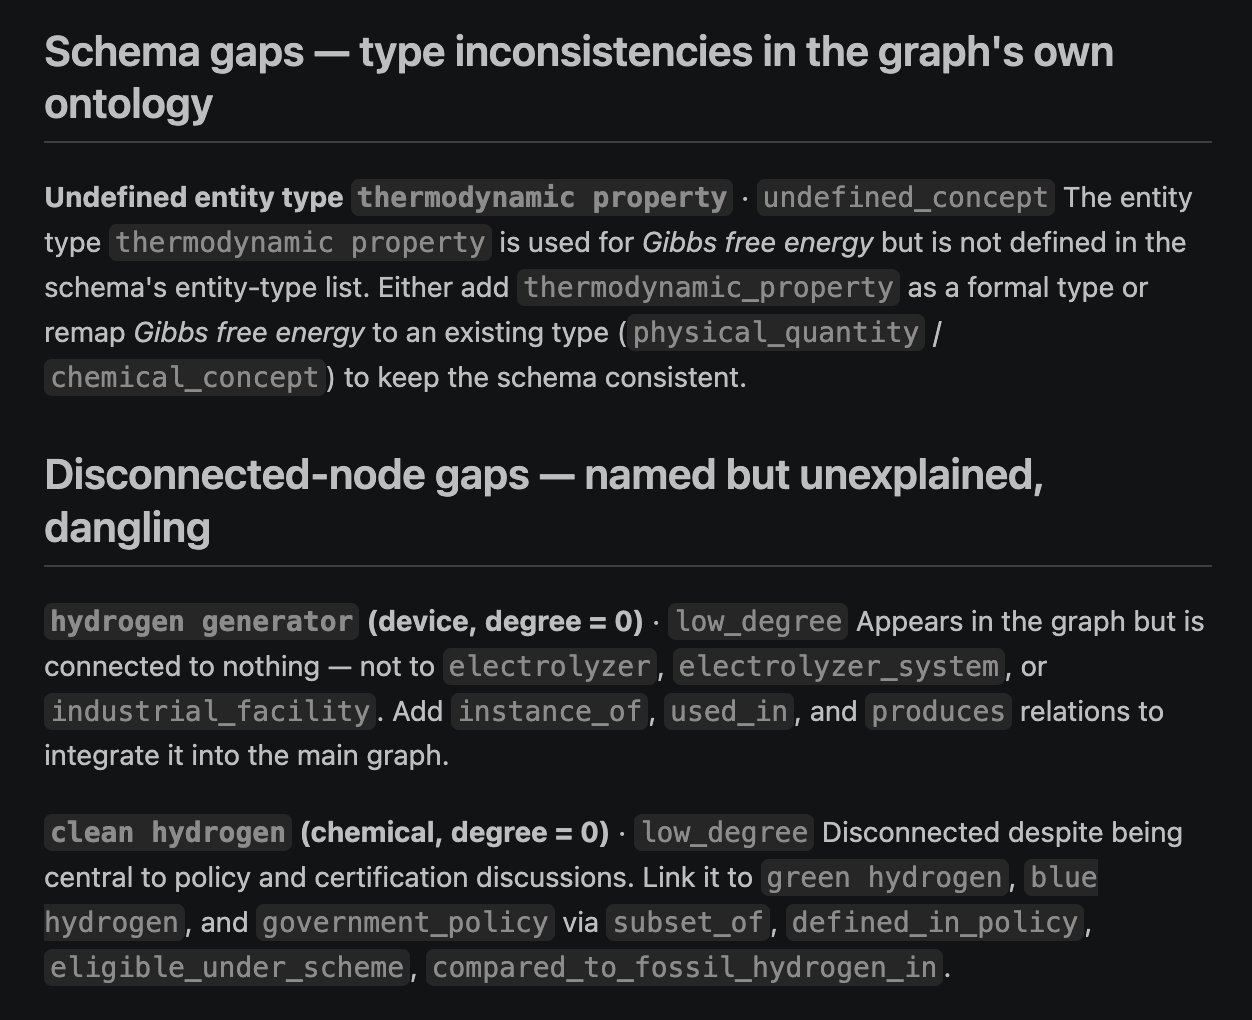 Schema gaps — type inconsistencies in the graph's own
ontology
Undefined entity type thermodynamic property · undefined_concept The entity
type thermodynamic property is used for Gibbs free energy but is not defined in the
schema's entity-type list. Either add thermodynamic_property as a formal type or
remap Gibbs free energy to an existing type (physical_quantity /
chemical_concept) to keep the schema consistent.
Disconnected-node gaps — named but unexplained,
dangling
hydrogen generator (device, degree = 0) · low_degree Appears in the graph but is
connected to nothing — not to electrolyzer, electrolyzer_system, or
industrial_facility. Add instance_of, used_in, and produces relations to
integrate it into the main graph.
clean hydrogen (chemical, degree = 0) · low_degree Disconnected despite being
central to policy and certification discussions. Link it to green hydrogen, blue
hydrogen, and government_policy via subset_of, defined_in_policy,
eligible_under_scheme, compared_to_fossil_hydrogen_in.